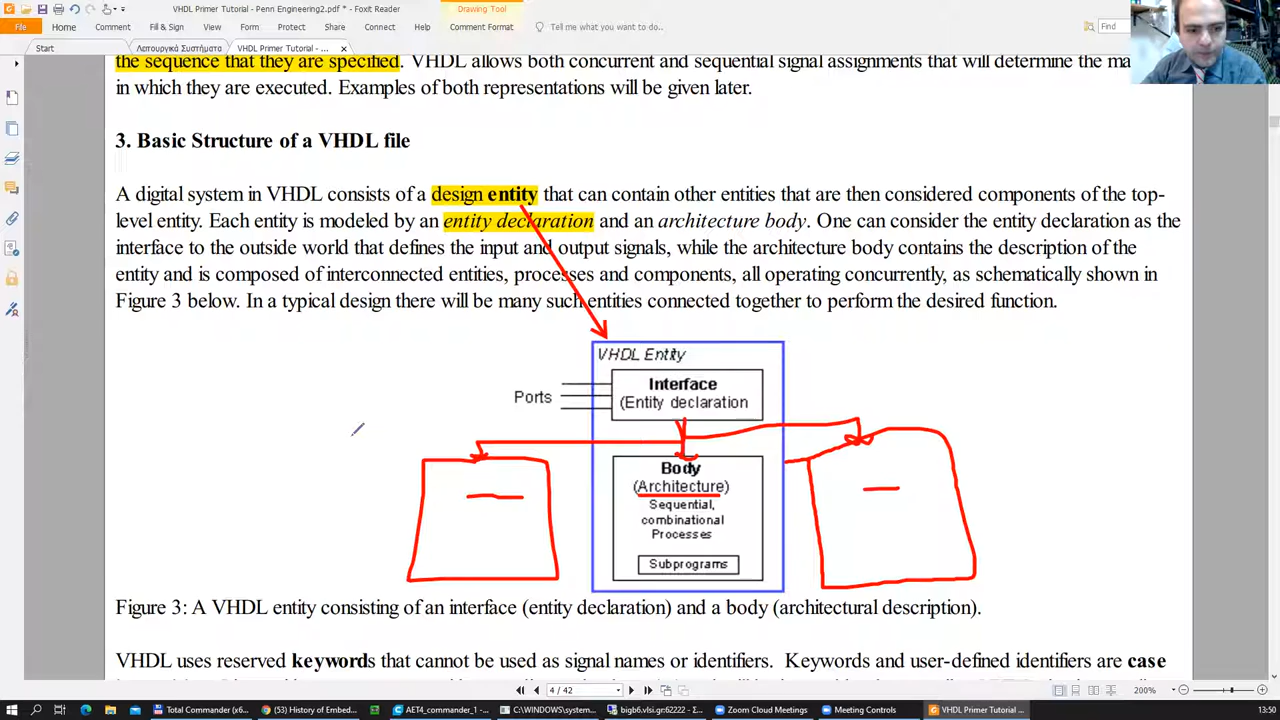 VHDL Primer Tutorial - Penn Engineering2.pdf * - Foxit Reader
Drawing Tool
File
Home
Comment
Fill & Sign
View
Form
Protect
Share
Connect
Help
Comment Format
Tell me what you want to do..
Find
Start
Λειτουργικά Συστήματα
VHDL Primer Tutorial - ...
the sequence that they are specified. VHDL allows both concurrent and sequential signal assignments that will determine the ma
in which they are executed. Examples of both representations will be given later.
3. Basic Structure of a VHDL file
A digital system in VHDL consists of a design entity that can contain other entities that are then considered components of the top-
level entity. Each entity is modeled by an entity declaration and an architecture body. One can consider the entity declaration as the
interface to the outside world that defines the input and output signals, while the architecture body contains the description of the
entity and is composed of interconnected entities, processes and components, all operating concurrently, as schematically shown in
Figure 3 below. In a typical design there will be many such entities connected together to perform the desired function.
VHDL Entity
Interface
(Entity declaration
Ports
Body
(Architecture)
Sequential,
combinational
Processes
Subprograms
Figure 3: A VHDL entity consisting of an interface (entity declaration) and a body (architectural description).
VHDL uses reserved keywords that cannot be used as signal names or identifiers. Keywords and user-defined identifiers are case
4 / 42
200%
Total Commander
(53) History of Embed...
AET4_commander_1 - ...
C:\WINDOWS\system...
bigb6.vlsi.gr:62222 - ...
Zoom Cloud Meetings
Meeting Controls
VHDL Primer Tutorial ...
13:50